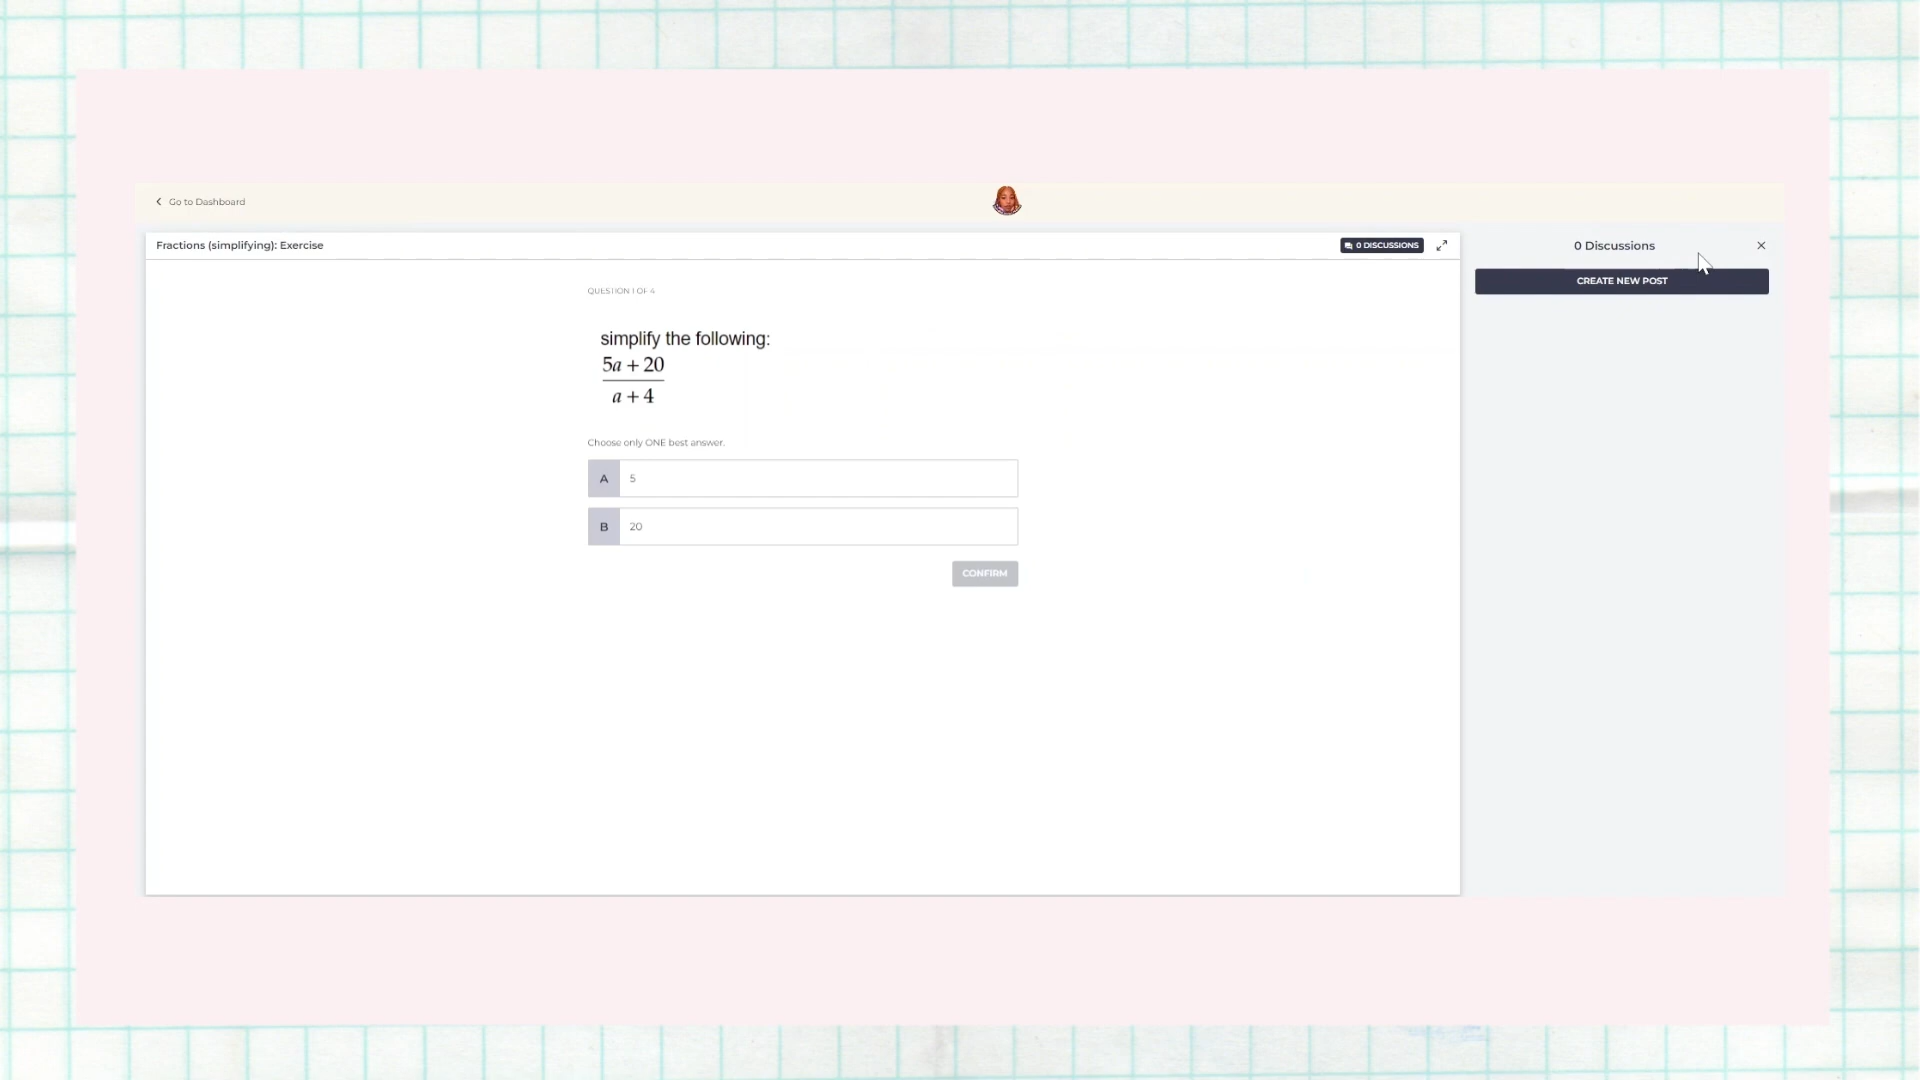 Go to Dashboard
Fractions (simplifying): Exercise
0 DISCUSSIONS
QUESTION 1 OF 4
simplify the following:
5a + 20
a + 4
Choose only ONE best answer.
A 5
B 20
CONFIRM
0 Discussions
CREATE NEW POST